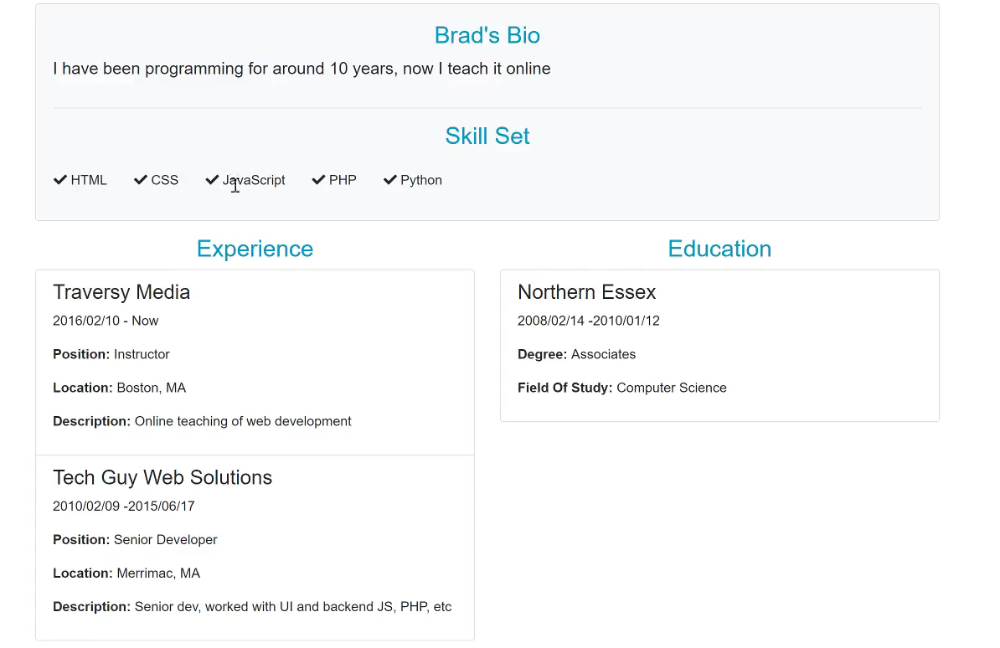 Brad's Bio
I have been programming for around 10 years, now I teach it online
Skill Set
HTML CSS JavaScript PHP Python
Experience
Traversy Media
2016/02/10 - Now
Position: Instructor
Location: Boston, MA
Description: Online teaching of web development
Tech Guy Web Solutions
2010/02/09 -2015/06/17
Position: Senior Developer
Location: Merrimac, MA
Description: Senior dev, worked with UI and backend JS, PHP, etc
Education
Northern Essex
2008/02/14 -2010/01/12
Degree: Associates
Field Of Study: Computer Science